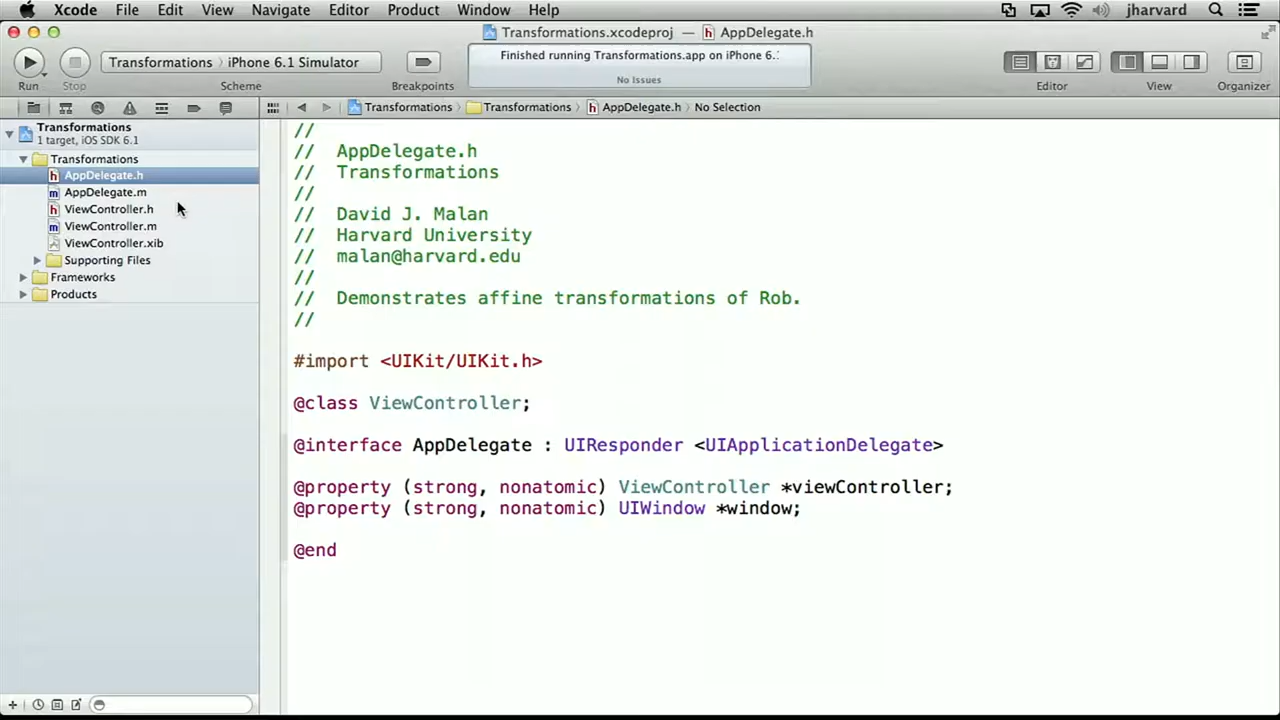 Xcode File Edit View Navigate Editor Product Window Help jharvard
Transformations.xcodeproj — AppDelegate.h
Transformations › iPhone 6.1 Simulator
Finished running Transformations.app on iPhone 6.:
No Issues
Run Stop Scheme Breakpoints Editor View Organizer
Transformations › Transformations › AppDelegate.h › No Selection
Transformations
1 target, iOS SDK 6.1
Transformations
AppDelegate.h
AppDelegate.m
ViewController.h
ViewController.m
ViewController.xib
Supporting Files
Frameworks
Products
//
// AppDelegate.h
// Transformations
//
// David J. Malan
// Harvard University
// malan@harvard.edu
//
// Demonstrates affine transformations of Rob.
//
#import <UIKit/UIKit.h>
@class ViewController;
@interface AppDelegate : UIResponder <UIApplicationDelegate>
@property (strong, nonatomic) ViewController *viewController;
@property (strong, nonatomic) UIWindow *window;
@end